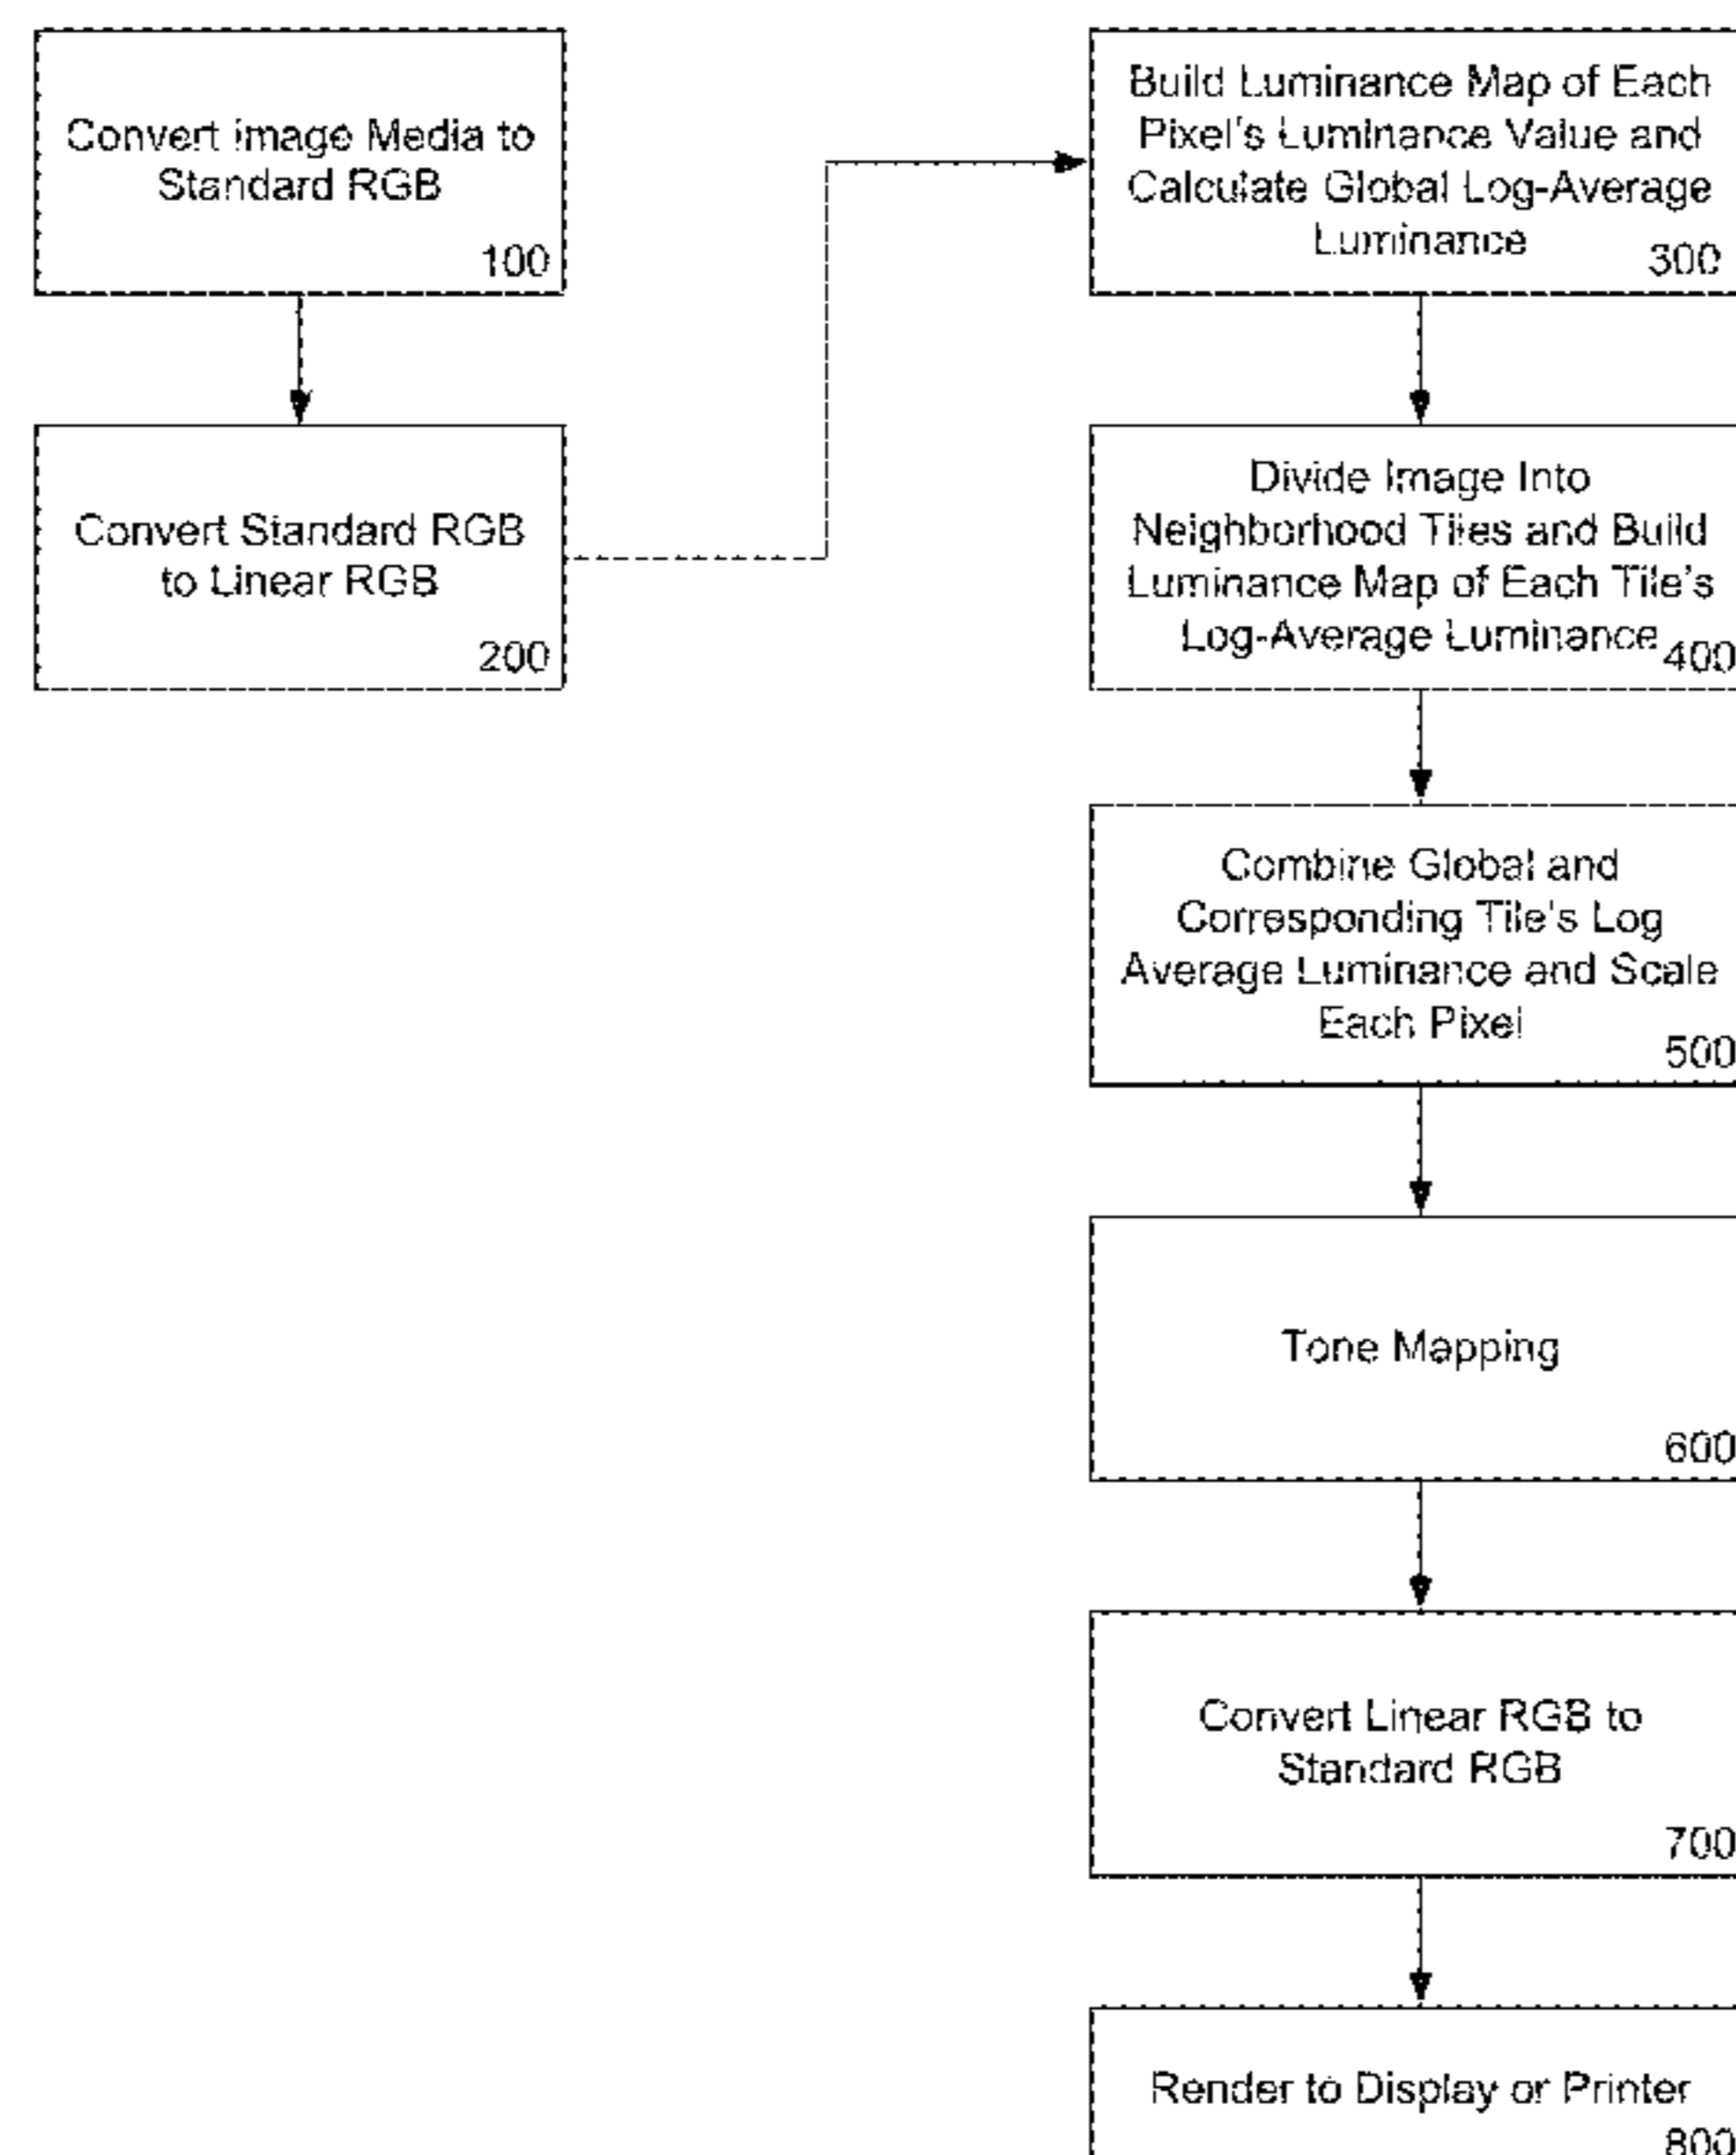 Convert Image Media to
Standard RGB
100
Convert Standard RGB
to Linear RGB
200
Build Luminance Map of Each
Pixel's Luminance Value and
Calculate Global Log-Average
Luminance
300
Divide Image Into
Neighborhood Tiles and Build
Luminance Map of Each Tile's
Log-Average Luminance
400
Combine Global and
Corresponding Tile's Log
Average Luminance and Scale
Each Pixel
500
Tone Mapping
600
Convert Linear RGB to
Standard RGB
700
Render to Display or Printer
800